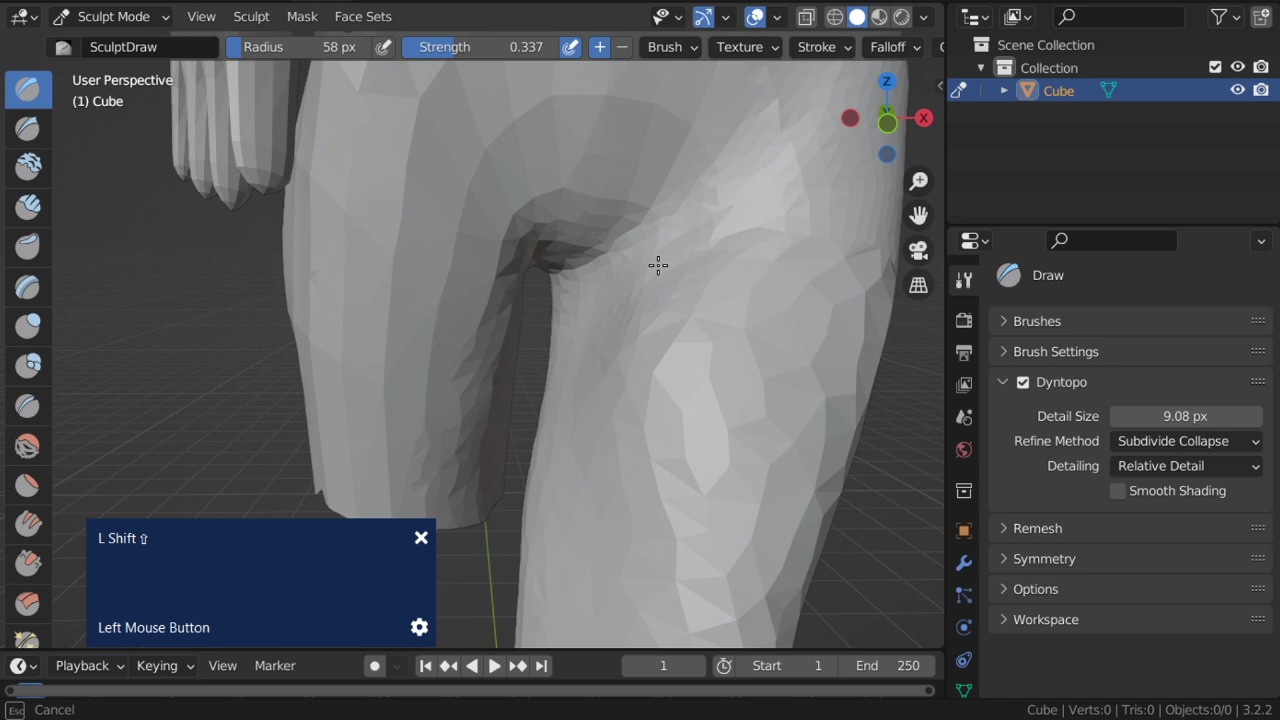 Sculpt Mode View Sculpt Mask Face Sets
SculptDraw Radius 58 px Strength 0.337 + − Brush Texture Stroke Falloff
User Perspective
(1) Cube
Z
Y
X
Scene Collection
Collection
Cube
Draw
Brushes
Brush Settings
Dyntopo
Detail Size 9.08 px
Refine Method Subdivide Collapse
Detailing Relative Detail
Smooth Shading
Remesh
Symmetry
Options
Workspace
L Shift ⇧
Left Mouse Button
Playback Keying View Marker 1 Start 1 End 250
Esc Cancel Cube | Verts:0 | Tris:0 | Objects:0/0 | 3.2.2